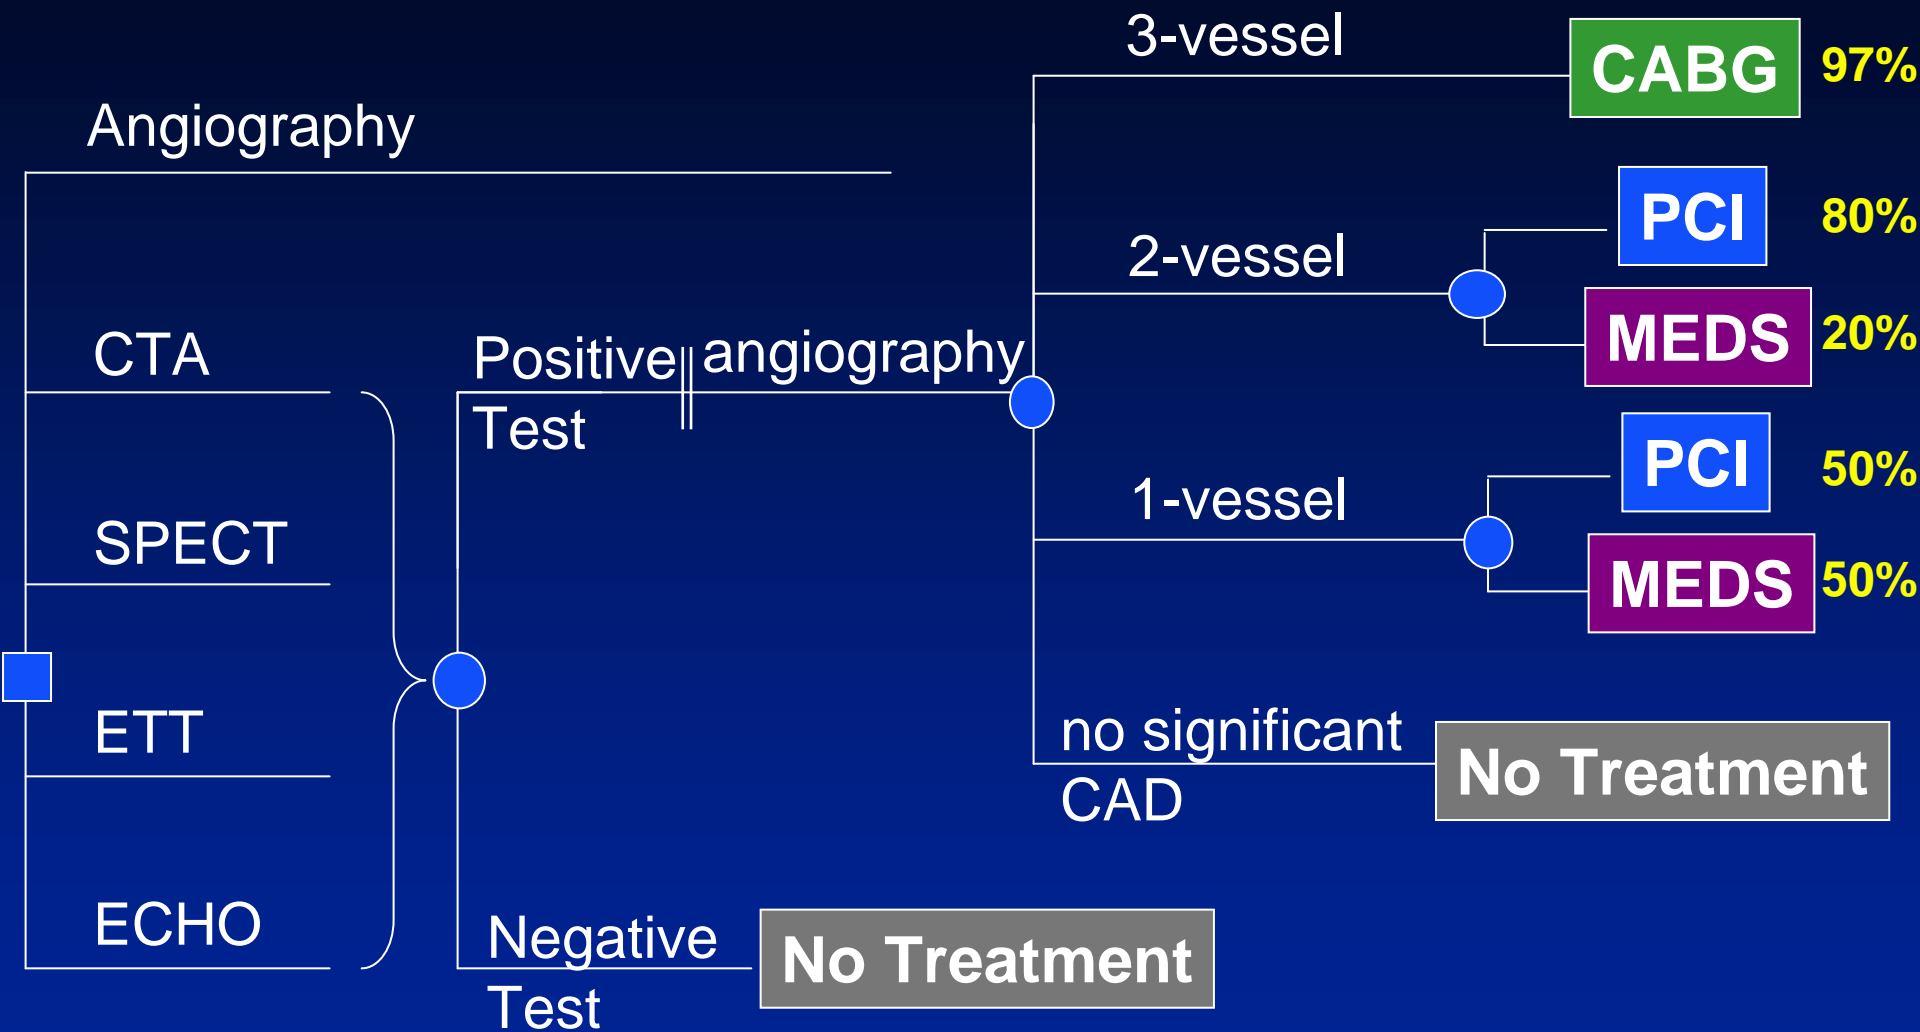 3-vessel
CABG 97%
Angiography
PCI 80%
2-vessel
MEDS 20%
CTA
Positive angiography
Test
PCI 50%
1-vessel
SPECT
MEDS 50%
ETT
no significant
CAD
No Treatment
ECHO
Negative
Test
No Treatment